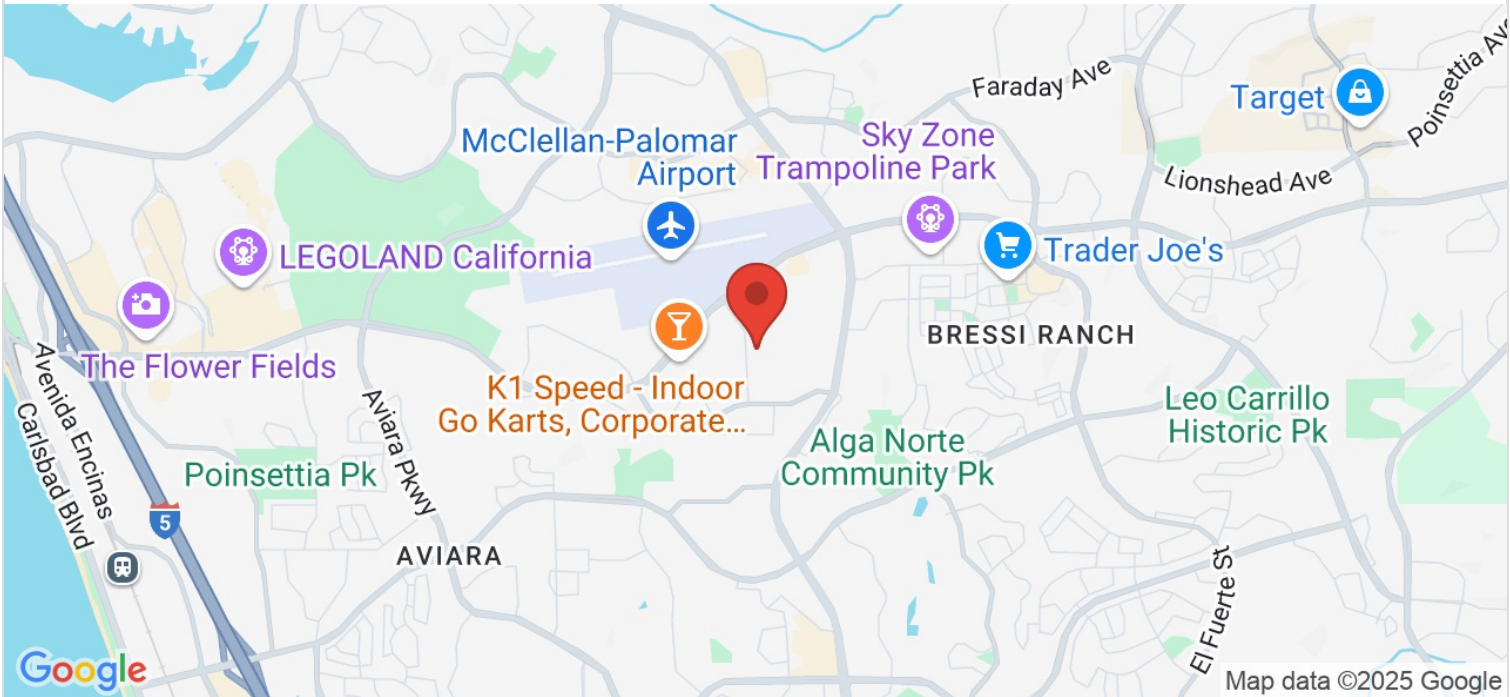 Faraday Ave
Target
Poinsettia Av
McClellan-Palomar
Airport
Sky Zone
Trampoline Park
Lionshead Ave
LEGOLAND California
Trader Joe's
The Flower Fields
BRESSI RANCH
K1 Speed - Indoor
Go Karts, Corporate...
Avenida Encinas
Carlsbad Blvd
Aviara Pkwy
Leo Carrillo
Historic Pk
Alga Norte
Community Pk
Poinsettia Pk
5
AVIARA
El Fuerte St
Google
Map data ©2025 Google